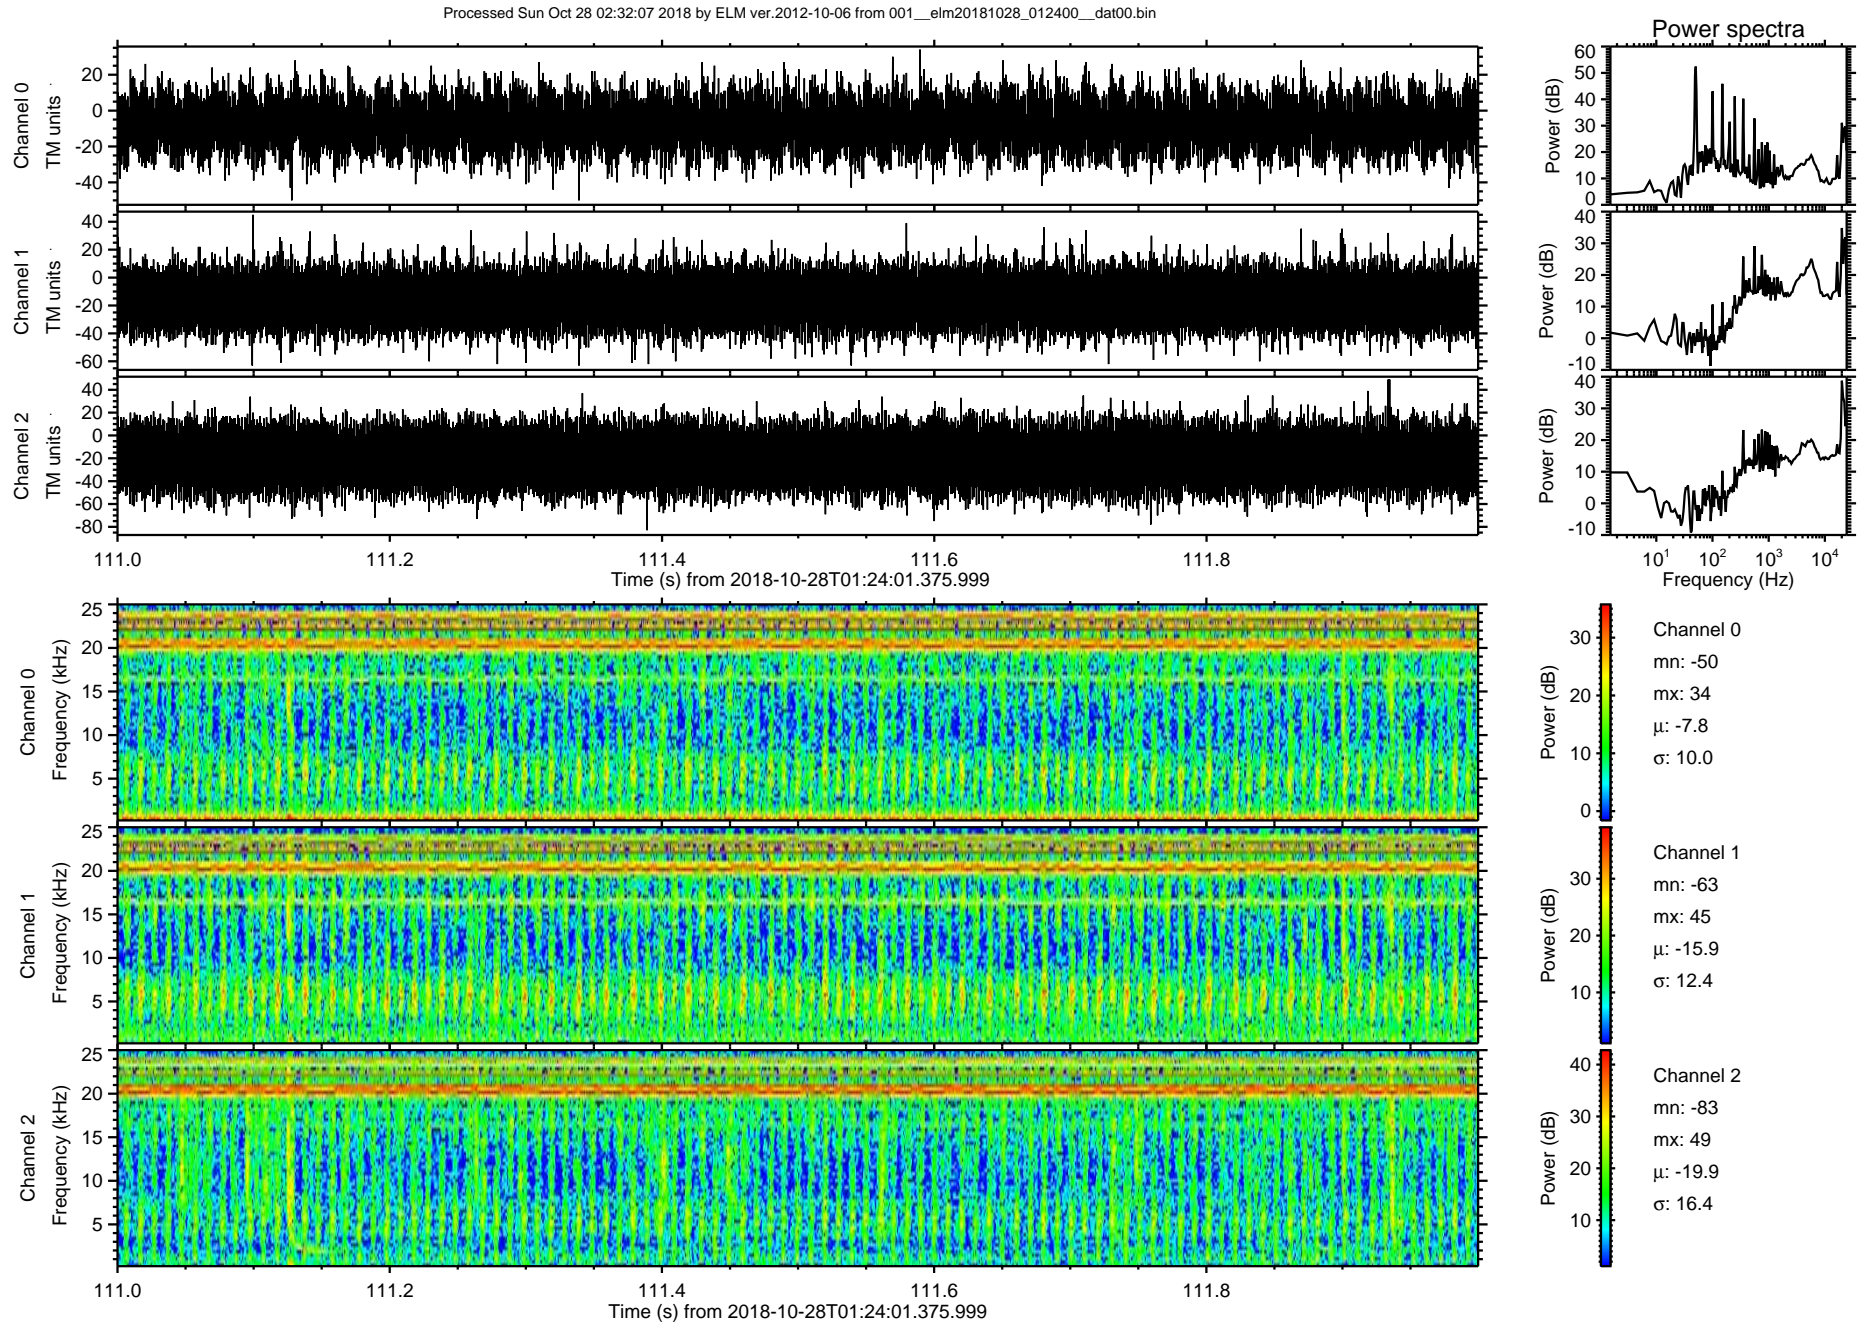 Processed Sun Oct 28 02:32:07 2018 by ELM ver.2012-10-06 from 001__elm20181028_012400__dat00.bin
Power spectra
Channel 0
TM units
20
0
-20
-40
Power (dB)
60
50
40
30
20
10
0
Channel 1
TM units
40
20
0
-20
-40
-60
Power (dB)
40
30
20
10
0
-10
Channel 2
TM units
40
20
0
-20
-40
-60
-80
Power (dB)
40
30
20
10
0
-10
111.0 111.2 111.4 111.6 111.8
Time (s) from 2018-10-28T01:24:01.375.999
10^1 10^2 10^3 10^4
Frequency (Hz)
Channel 0
Frequency (kHz)
25
20
15
10
5
Power (dB)
30
20
10
0
Channel 0
mn: -50
mx: 34
μ: -7.8
σ: 10.0
Channel 1
Frequency (kHz)
25
20
15
10
5
Power (dB)
30
20
10
Channel 1
mn: -63
mx: 45
μ: -15.9
σ: 12.4
Channel 2
Frequency (kHz)
25
20
15
10
5
Power (dB)
40
30
20
10
Channel 2
mn: -83
mx: 49
μ: -19.9
σ: 16.4
111.0 111.2 111.4 111.6 111.8
Time (s) from 2018-10-28T01:24:01.375.999